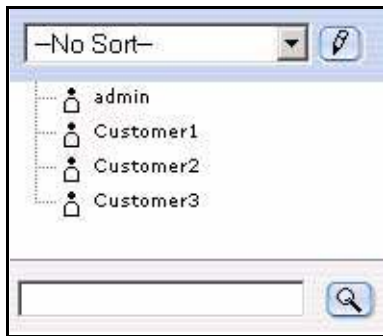 --No Sort--
admin
Customer1
Customer2
Customer3